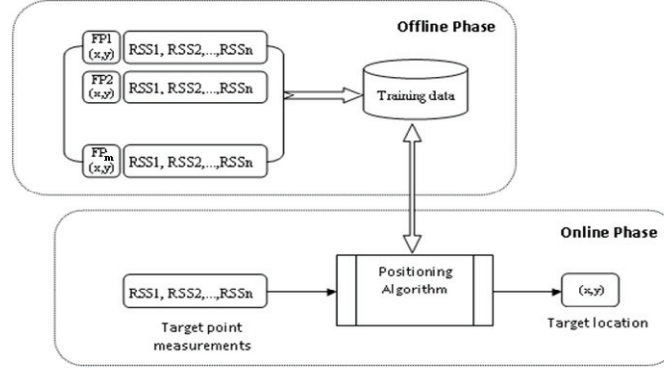 Offline Phase
FP1
(x,y)
RSS1, RSS2,...,RSSn
FP2
(x,y)
RSS1, RSS2,...,RSSn
FPm
(x,y)
RSS1, RSS2,...,RSSn
Training data
Online Phase
RSS1, RSS2,...,RSSn
Target point
measurements
Positioning
Algorithm
(x,y)
Target location